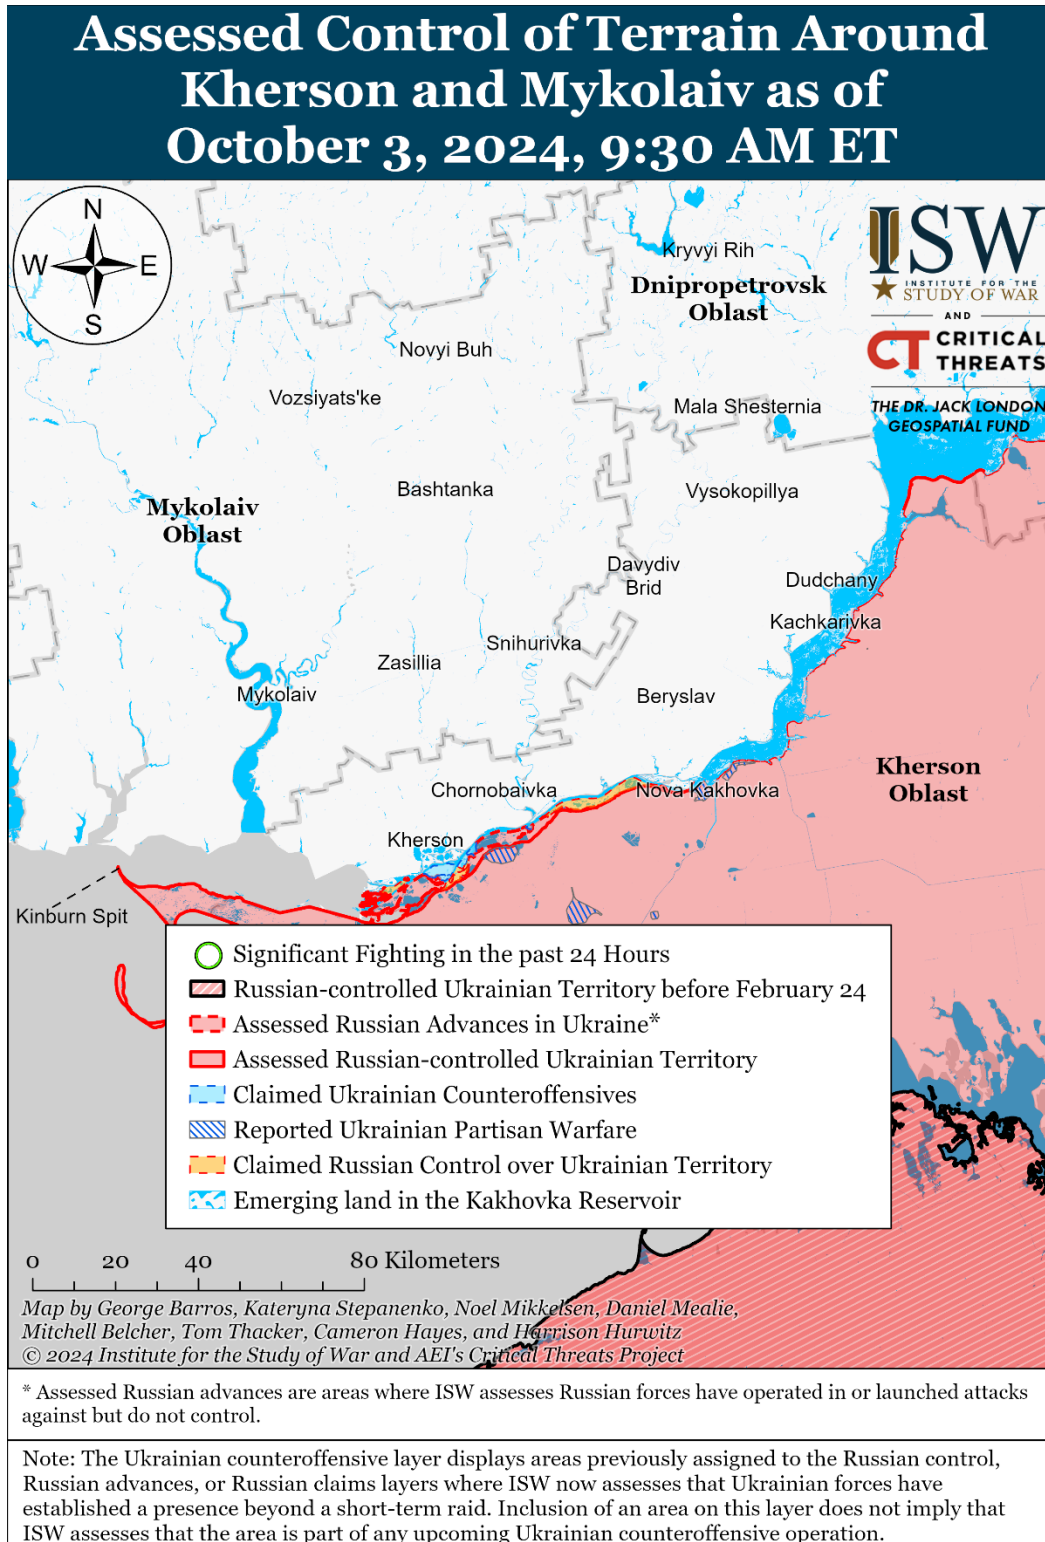 Assessed Control of Terrain Around
Kherson and Mykolaiv as of
October 3, 2024, 9:30 AM ET
N
W
E
S
ISW
INSTITUTE FOR THE
STUDY OF WAR
AND
CT CRITICAL
THREATS
THE DR. JACK LONDON
GEOSPATIAL FUND
Kryvyi Rih
Dnipropetrovsk
Oblast
Novyi Buh
Vozsiyats'ke
Mala Shesternia
Bashtanka
Vysokopillya
Mykolaiv
Oblast
Davydiv
Brid
Dudchany
Kachkarivka
Snihurivka
Zasillia
Mykolaiv
Beryslav
Kherson
Oblast
Chornobaivka
Nova Kakhovka
Kherson
Kinburn Spit
Significant Fighting in the past 24 Hours
Russian-controlled Ukrainian Territory before February 24
Assessed Russian Advances in Ukraine*
Assessed Russian-controlled Ukrainian Territory
Claimed Ukrainian Counteroffensives
Reported Ukrainian Partisan Warfare
Claimed Russian Control over Ukrainian Territory
Emerging land in the Kakhovka Reservoir
0 20 40 80 Kilometers
Map by George Barros, Kateryna Stepanenko, Noel Mikkelsen, Daniel Mealie,
Mitchell Belcher, Tom Thacker, Cameron Hayes, and Harrison Hurwitz
© 2024 Institute for the Study of War and AEI's Critical Threats Project
* Assessed Russian advances are areas where ISW assesses Russian forces have operated in or launched attacks
against but do not control.
Note: The Ukrainian counteroffensive layer displays areas previously assigned to the Russian control,
Russian advances, or Russian claims layers where ISW now assesses that Ukrainian forces have
established a presence beyond a short-term raid. Inclusion of an area on this layer does not imply that
ISW assesses that the area is part of any upcoming Ukrainian counteroffensive operation.